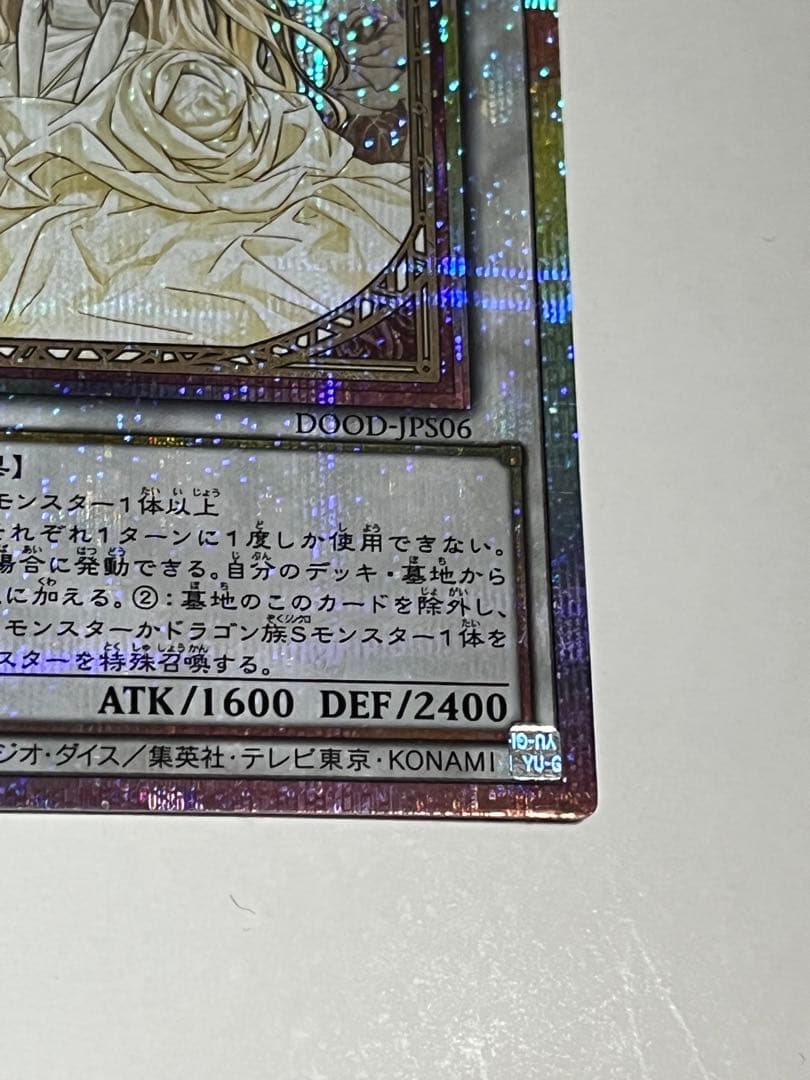 DOOD-JPS06
】
モンスター1体以上
それぞれ1ターンに1度しか使用できない。
場合に発動できる。自分のデッキ・墓地から
に加える。②：墓地のこのカードを除外し、
モンスターかドラゴン族Sモンスター1体を
スターを特殊召喚する。
ATK/1600 DEF/2400
ジオ・ダイス／集英社・テレビ東京・KONAMI
YU-G